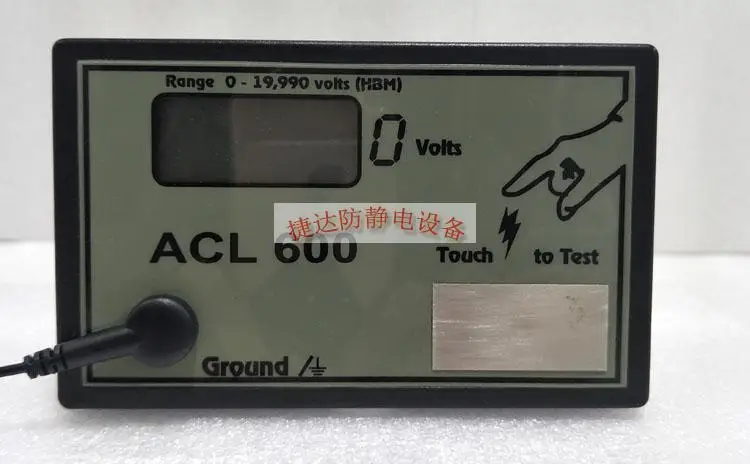 Range 0 - 19,990 volts (HBM)
0 Volts
捷达防静电设备
ACL 600
Touch to Test
Ground